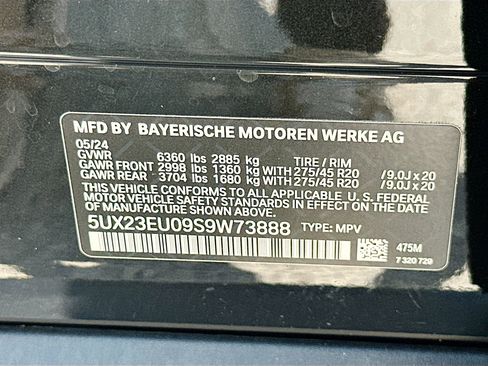 MFD BY BAYERISCHE MOTOREN WERKE AG
05/24
GVWR 6360 lbs 2885 kg TIRE / RIM
GAWR FRONT 2998 lbs 1360 kg WITH 275/45 R20 / 9.0J x 20
GAWR REAR 3704 lbs 1680 kg WITH 275/45 R20 / 9.0J x 20
THIS VEHICLE CONFORMS TO ALL APPLICABLE U.S. FEDERAL
MOTOR VEHICLE SAFETY STANDARDS IN EFFECT ON THE
DATE OF MANUFACTURE SHOWN ABOVE.
5UX23EU09S9W73888 TYPE: MPV
475M
7 320 720